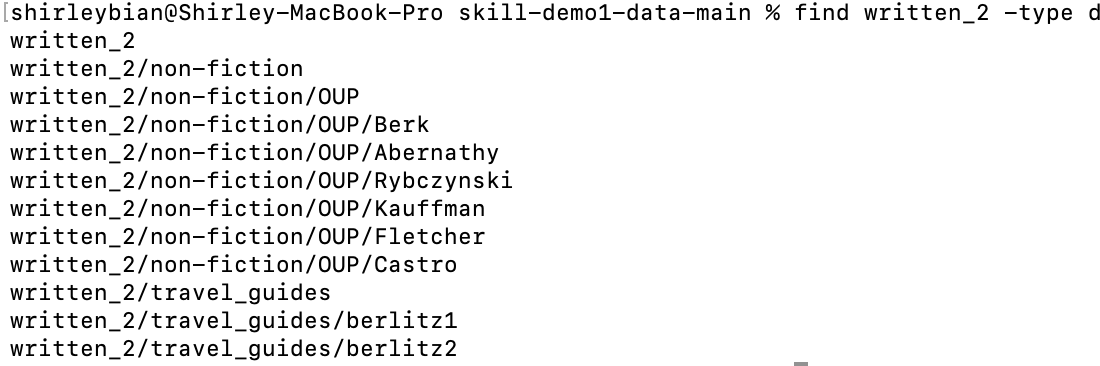 [shirleybian@Shirley-MacBook-Pro skill-demo1-data-main % find written_2 -type d
written_2
written_2/non-fiction
written_2/non-fiction/OUP
written_2/non-fiction/OUP/Berk
written_2/non-fiction/OUP/Abernathy
written_2/non-fiction/OUP/Rybczynski
written_2/non-fiction/OUP/Kauffman
written_2/non-fiction/OUP/Fletcher
written_2/non-fiction/OUP/Castro
written_2/travel_guides
written_2/travel_guides/berlitz1
written_2/travel_guides/berlitz2